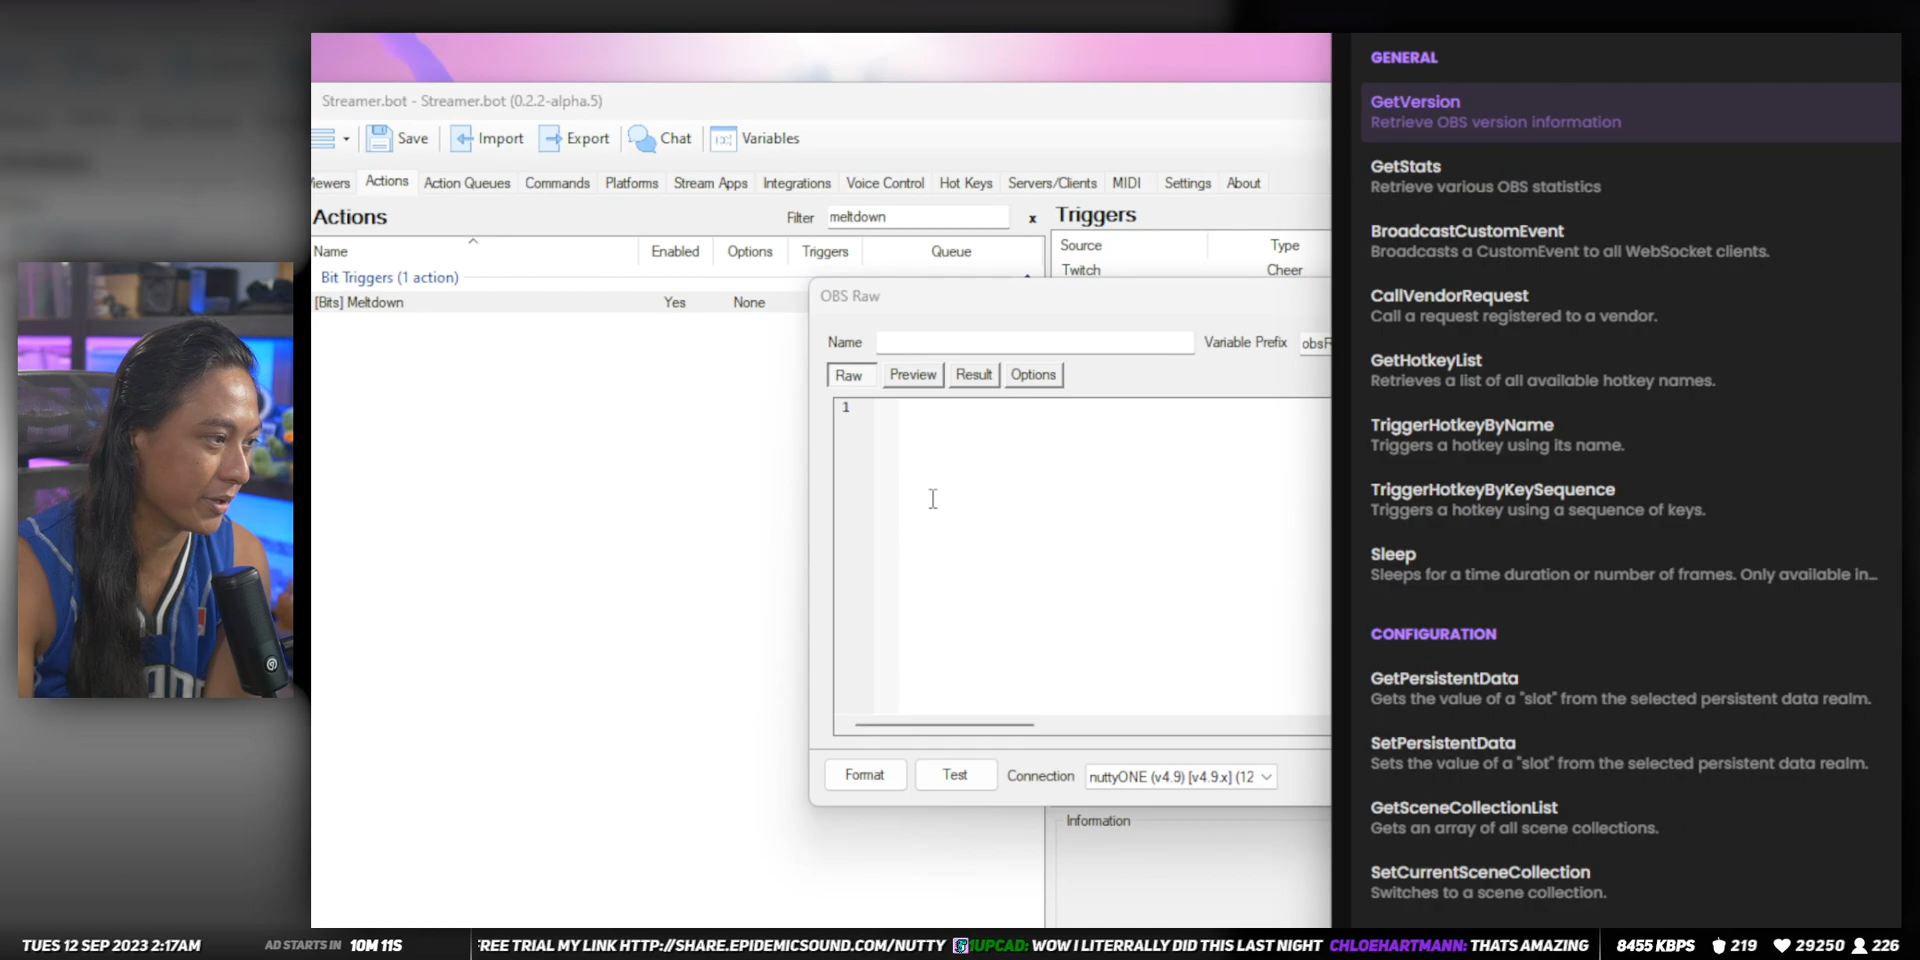 Streamer.bot - Streamer.bot (0.2.2-alpha.5)
Save Import Export Chat Variables
Viewers Actions Action Queues Commands Platforms Stream Apps Integrations Voice Control Hot Keys Servers/Clients MIDI Settings About
Actions Filter meltdown x Triggers
Name Enabled Options Triggers Queue Source Type
Bit Triggers (1 action) Twitch Cheer
[Bits] Meltdown Yes None
OBS Raw
Name Variable Prefix obsR
Raw Preview Result Options
1
Format Test Connection nuttyONE (v4.9) [v4.9.x] (12
Information
GENERAL
GetVersion
Retrieve OBS version information
GetStats
Retrieve various OBS statistics
BroadcastCustomEvent
Broadcasts a CustomEvent to all WebSocket clients.
CallVendorRequest
Call a request registered to a vendor.
GetHotkeyList
Retrieves a list of all available hotkey names.
TriggerHotkeyByName
Triggers a hotkey using its name.
TriggerHotkeyByKeySequence
Triggers a hotkey using a sequence of keys.
Sleep
Sleeps for a time duration or number of frames. Only available in...
CONFIGURATION
GetPersistentData
Gets the value of a "slot" from the selected persistent data realm.
SetPersistentData
Sets the value of a "slot" from the selected persistent data realm.
GetSceneCollectionList
Gets an array of all scene collections.
SetCurrentSceneCollection
Switches to a scene collection.
TUES 12 SEP 2023 2:17AM AD STARTS IN 10M 11S FREE TRIAL MY LINK HTTP://SHARE.EPIDEMICSOUND.COM/NUTTY 1UPCAD: WOW I LITERRALLY DID THIS LAST NIGHT CHLOEHARTMANN: THATS AMAZING 8455 KBPS 219 29250 226